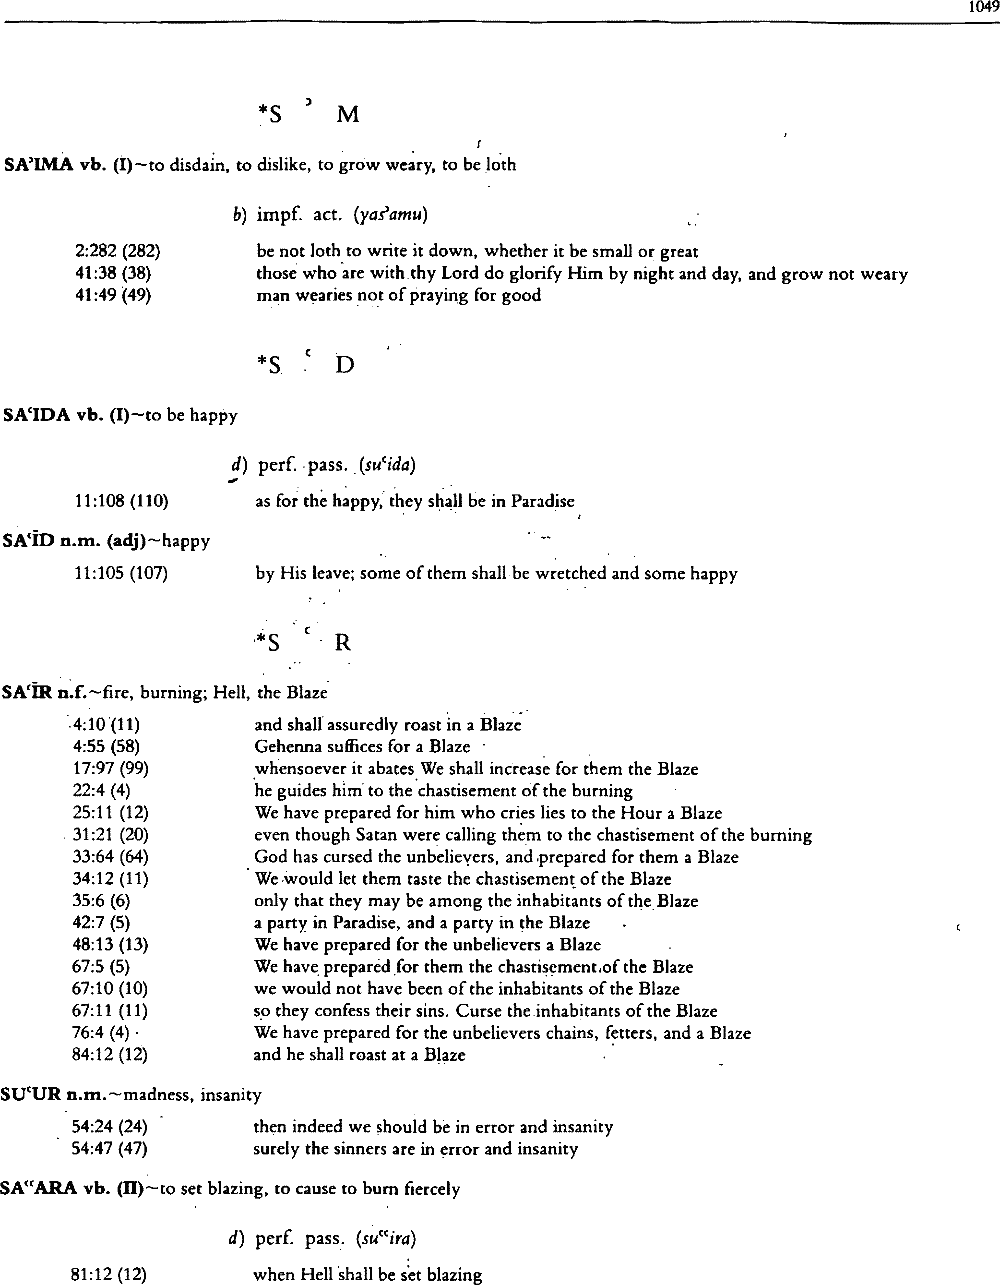 1049
*S ʾ M
SAʾIMA vb. (I)~to disdain, to dislike, to grow weary, to be loth
b) impf. act. (yasʾamu)
2:282 (282) be not loth to write it down, whether it be small or great
41:38 (38) those who are with thy Lord do glorify Him by night and day, and grow not weary
41:49 (49) man wearies not of praying for good
*S ʿ D
SAʿIDA vb. (I)~to be happy
d) perf. pass. (suʿida)
11:108 (110) as for the happy, they shall be in Paradise
SAʿĪD n.m. (adj)~happy
11:105 (107) by His leave; some of them shall be wretched and some happy
*S ʿ R
SAʿĪR n.f.~fire, burning; Hell, the Blaze
4:10 (11) and shall assuredly roast in a Blaze
4:55 (58) Gehenna suffices for a Blaze
17:97 (99) whensoever it abates We shall increase for them the Blaze
22:4 (4) he guides him to the chastisement of the burning
25:11 (12) We have prepared for him who cries lies to the Hour a Blaze
31:21 (20) even though Satan were calling them to the chastisement of the burning
33:64 (64) God has cursed the unbelievers, and prepared for them a Blaze
34:12 (11) We would let them taste the chastisement of the Blaze
35:6 (6) only that they may be among the inhabitants of the Blaze
42:7 (5) a party in Paradise, and a party in the Blaze
48:13 (13) We have prepared for the unbelievers a Blaze
67:5 (5) We have prepared for them the chastisement of the Blaze
67:10 (10) we would not have been of the inhabitants of the Blaze
67:11 (11) so they confess their sins. Curse the inhabitants of the Blaze
76:4 (4) We have prepared for the unbelievers chains, fetters, and a Blaze
84:12 (12) and he shall roast at a Blaze
SUʿUR n.m.~madness, insanity
54:24 (24) then indeed we should be in error and insanity
54:47 (47) surely the sinners are in error and insanity
SAʿʿARA vb. (II)~to set blazing, to cause to burn fiercely
d) perf. pass. (suʿʿira)
81:12 (12) when Hell shall be set blazing